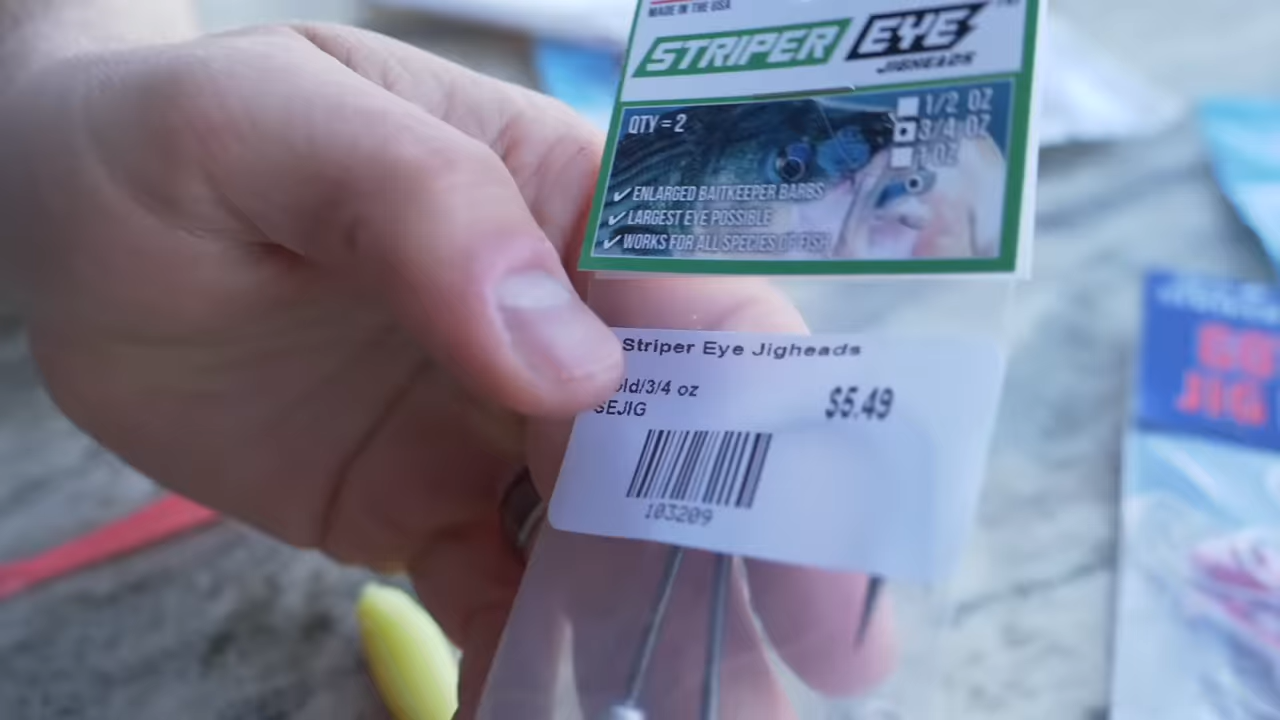 MADE IN THE USA
STRIPER EYE
JIGHEADS
QTY = 2
1/2 OZ
3/4 OZ
1 OZ
✓ ENLARGED BAITKEEPER BARBS
✓ LARGEST EYE POSSIBLE
✓ WORKS FOR ALL SPECIES OF FISH
Striper Eye Jigheads
old/3/4 oz
SEJIG
$5.49
103209
JIG